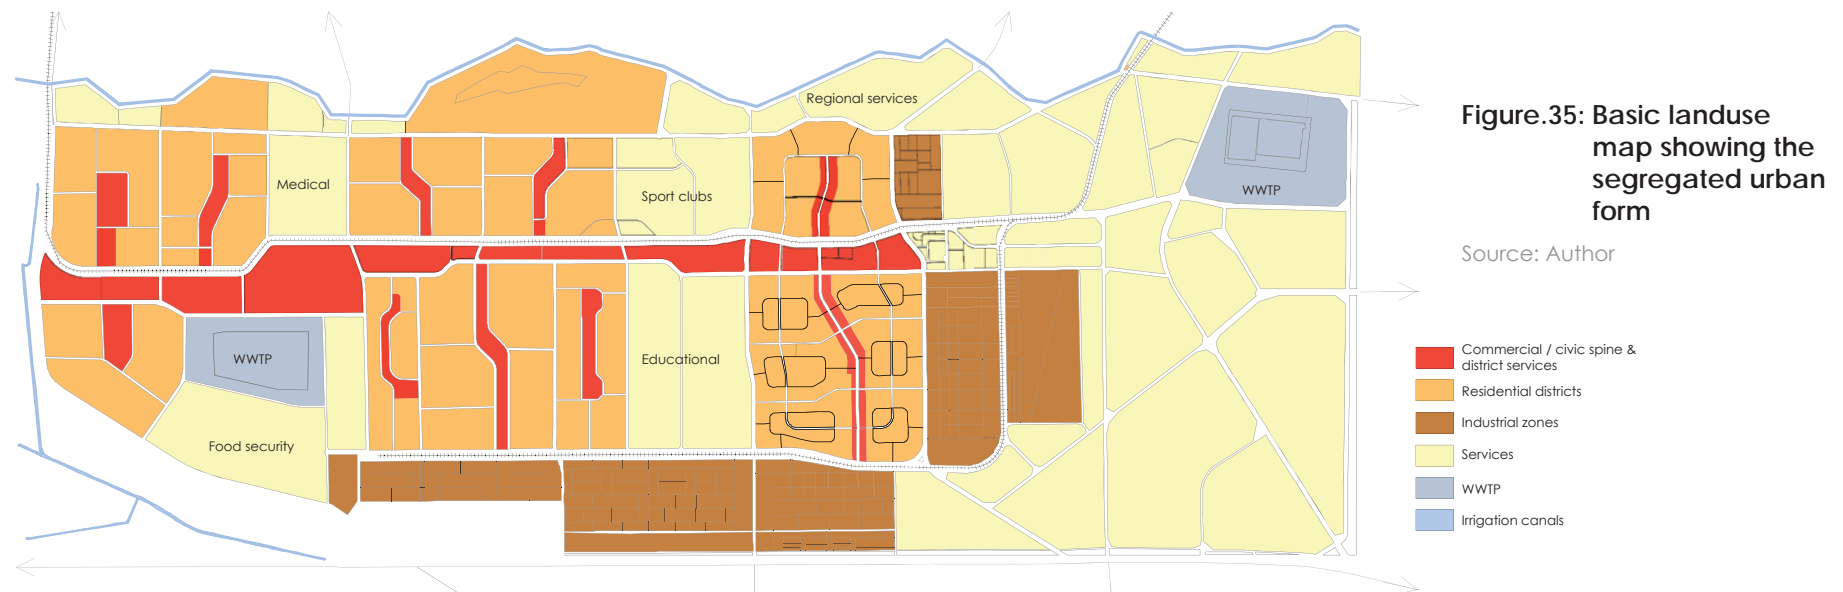 Regional services
Medical
Sport clubs
WWTP
WWTP
Educational
Food security
Figure.35: Basic landuse
map showing the
segregated urban
form
Source: Author
Commercial / civic spine &
district services
Residential districts
Industrial zones
Services
WWTP
Irrigation canals